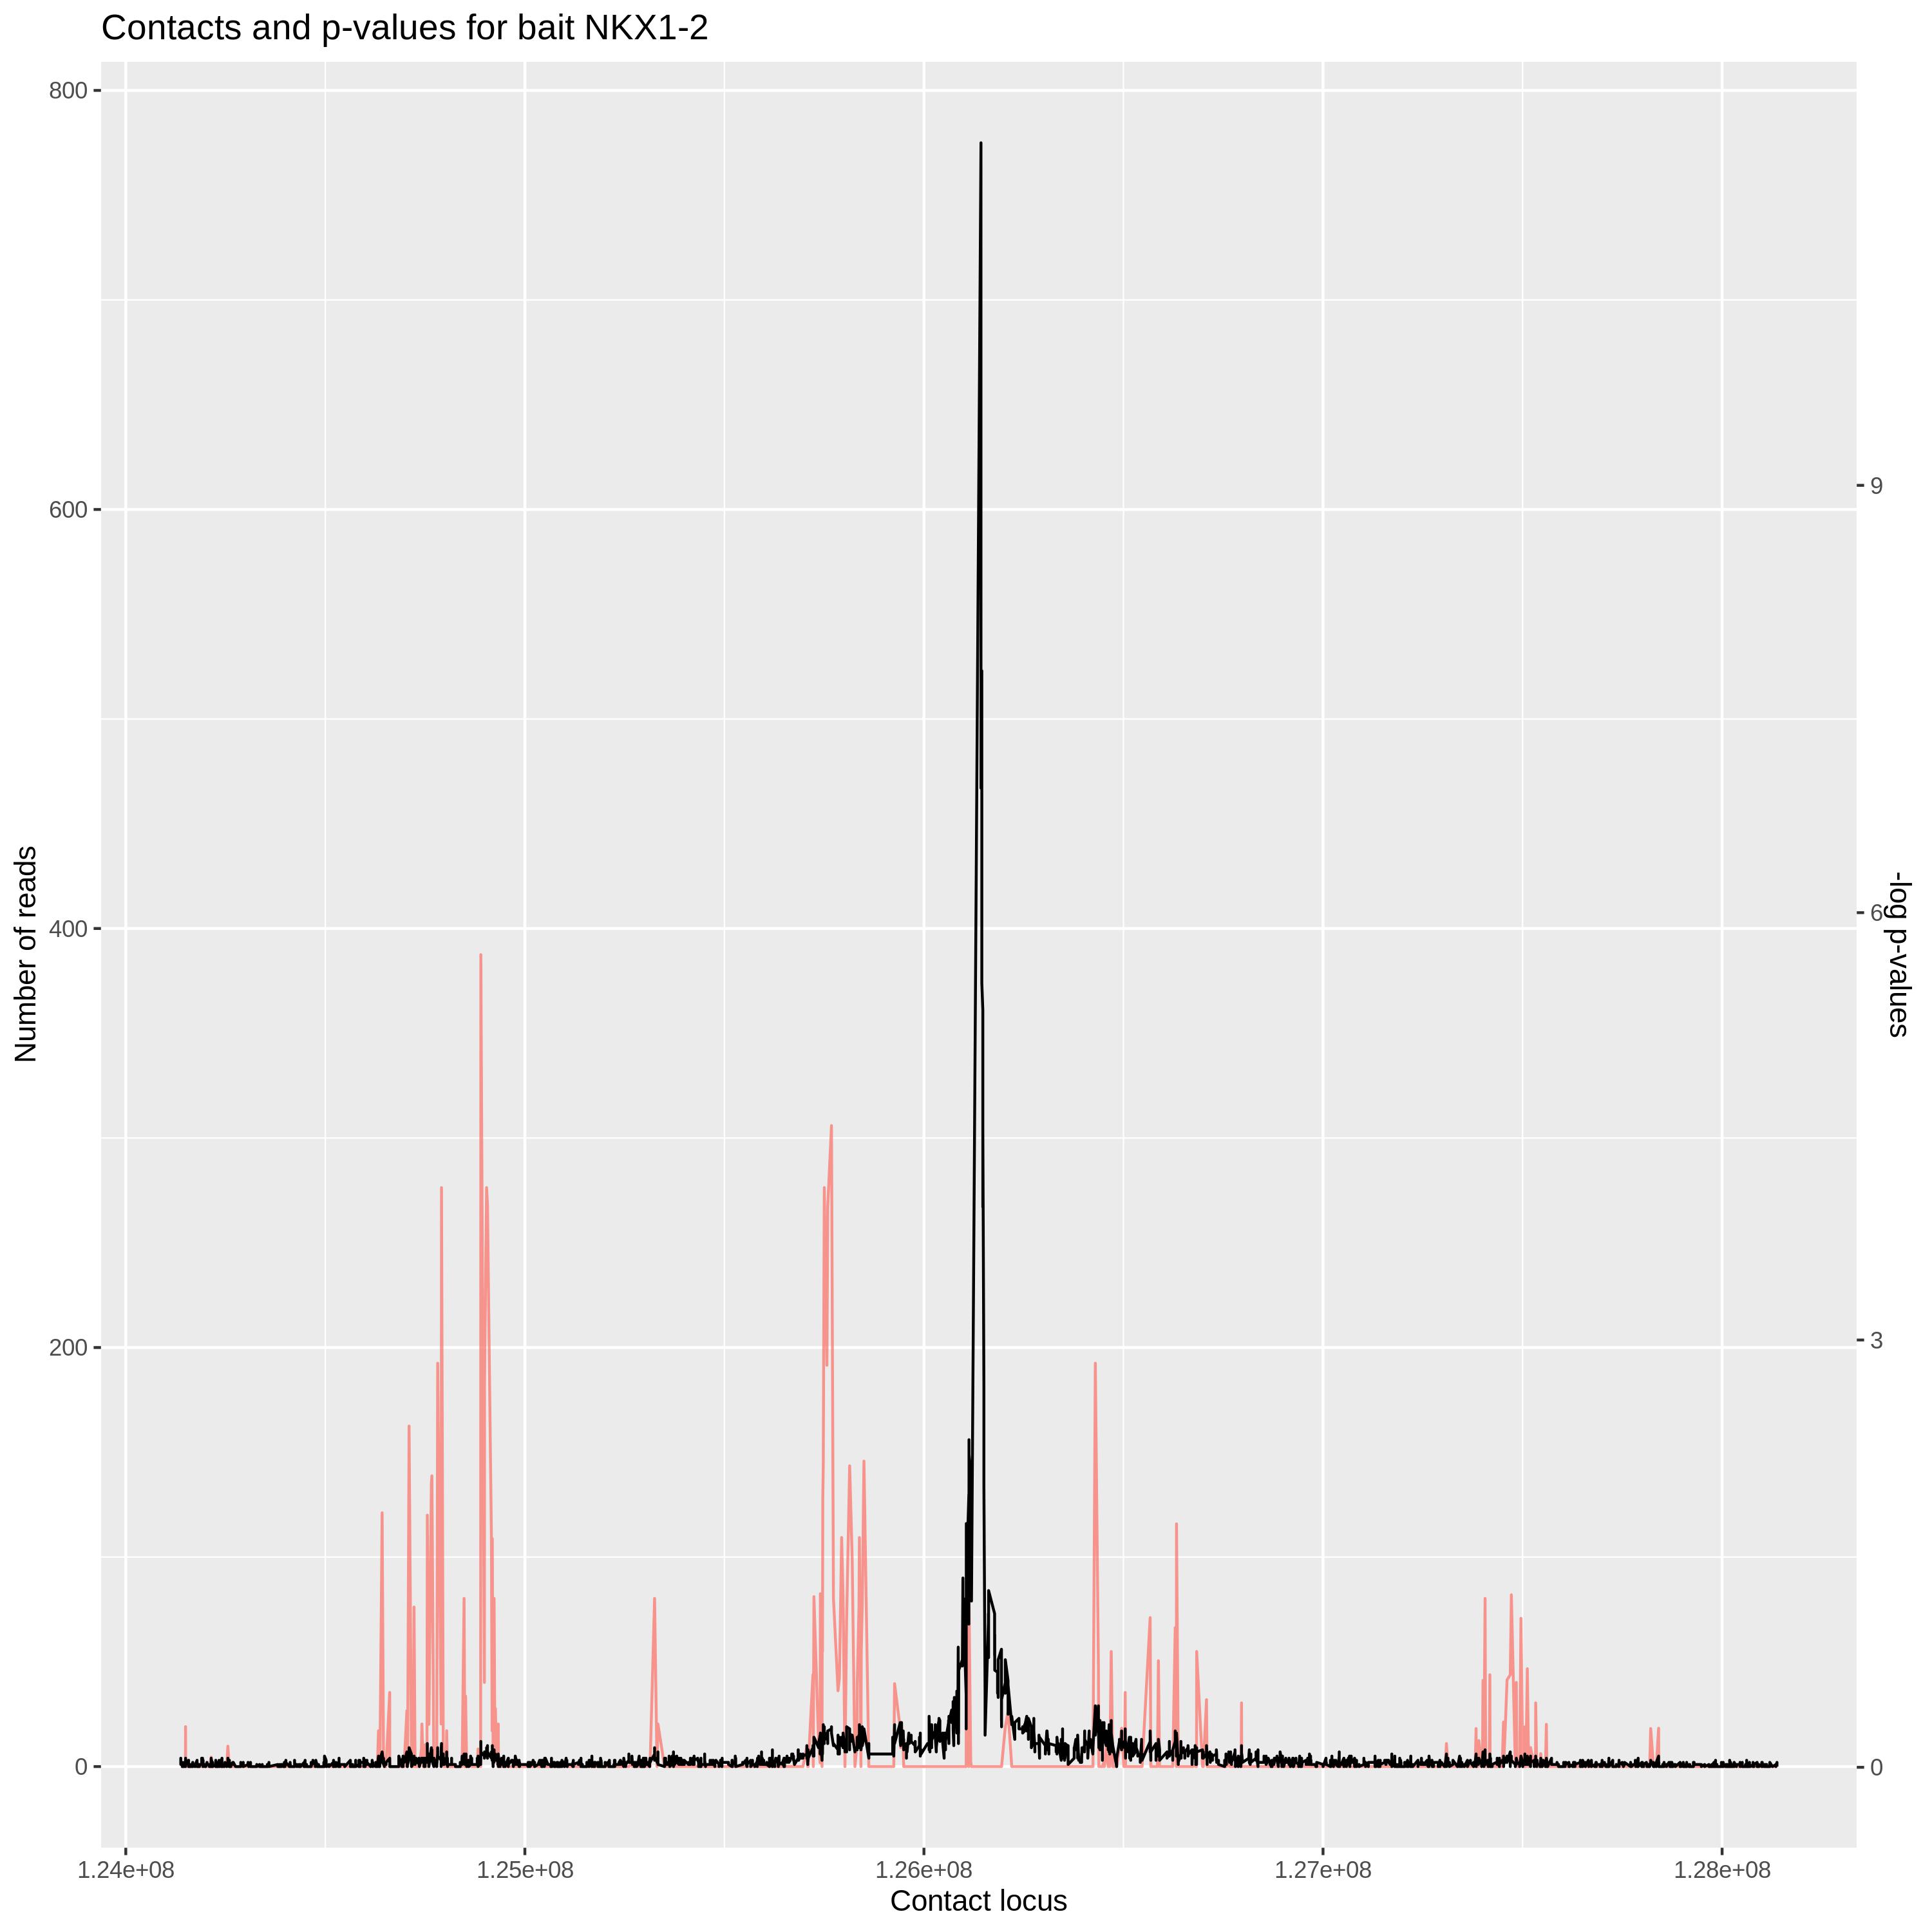 Contacts and p-values for bait NKX1-2
800
600
400
200
0
Number of reads
9
6
3
0
-log p-values
1.24e+08
1.25e+08
1.26e+08
1.27e+08
1.28e+08
Contact locus